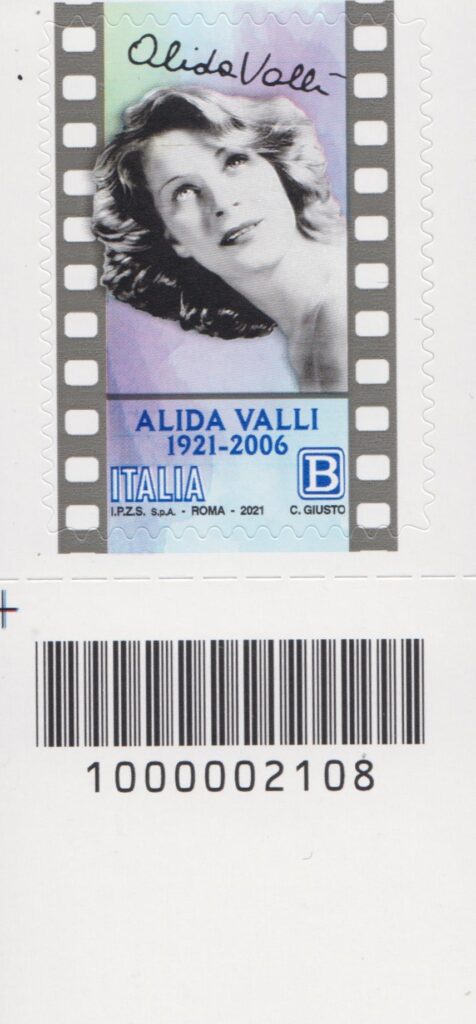 Alida Valli
ALIDA VALLI
1921-2006
ITALIA B
I.P.Z.S. S.p.A. - ROMA - 2021 C. GIUSTO
1000002108